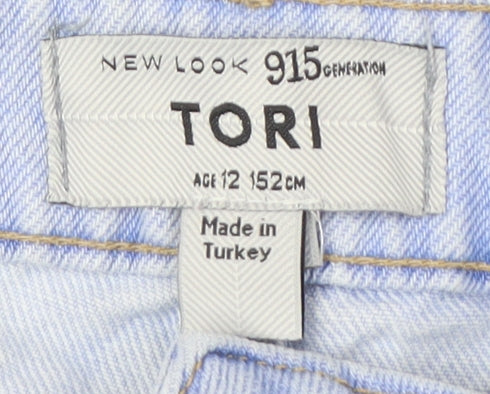 NEW LOOK 915 GENERATION
TORI
AGE 12 152CM
Made in
Turkey